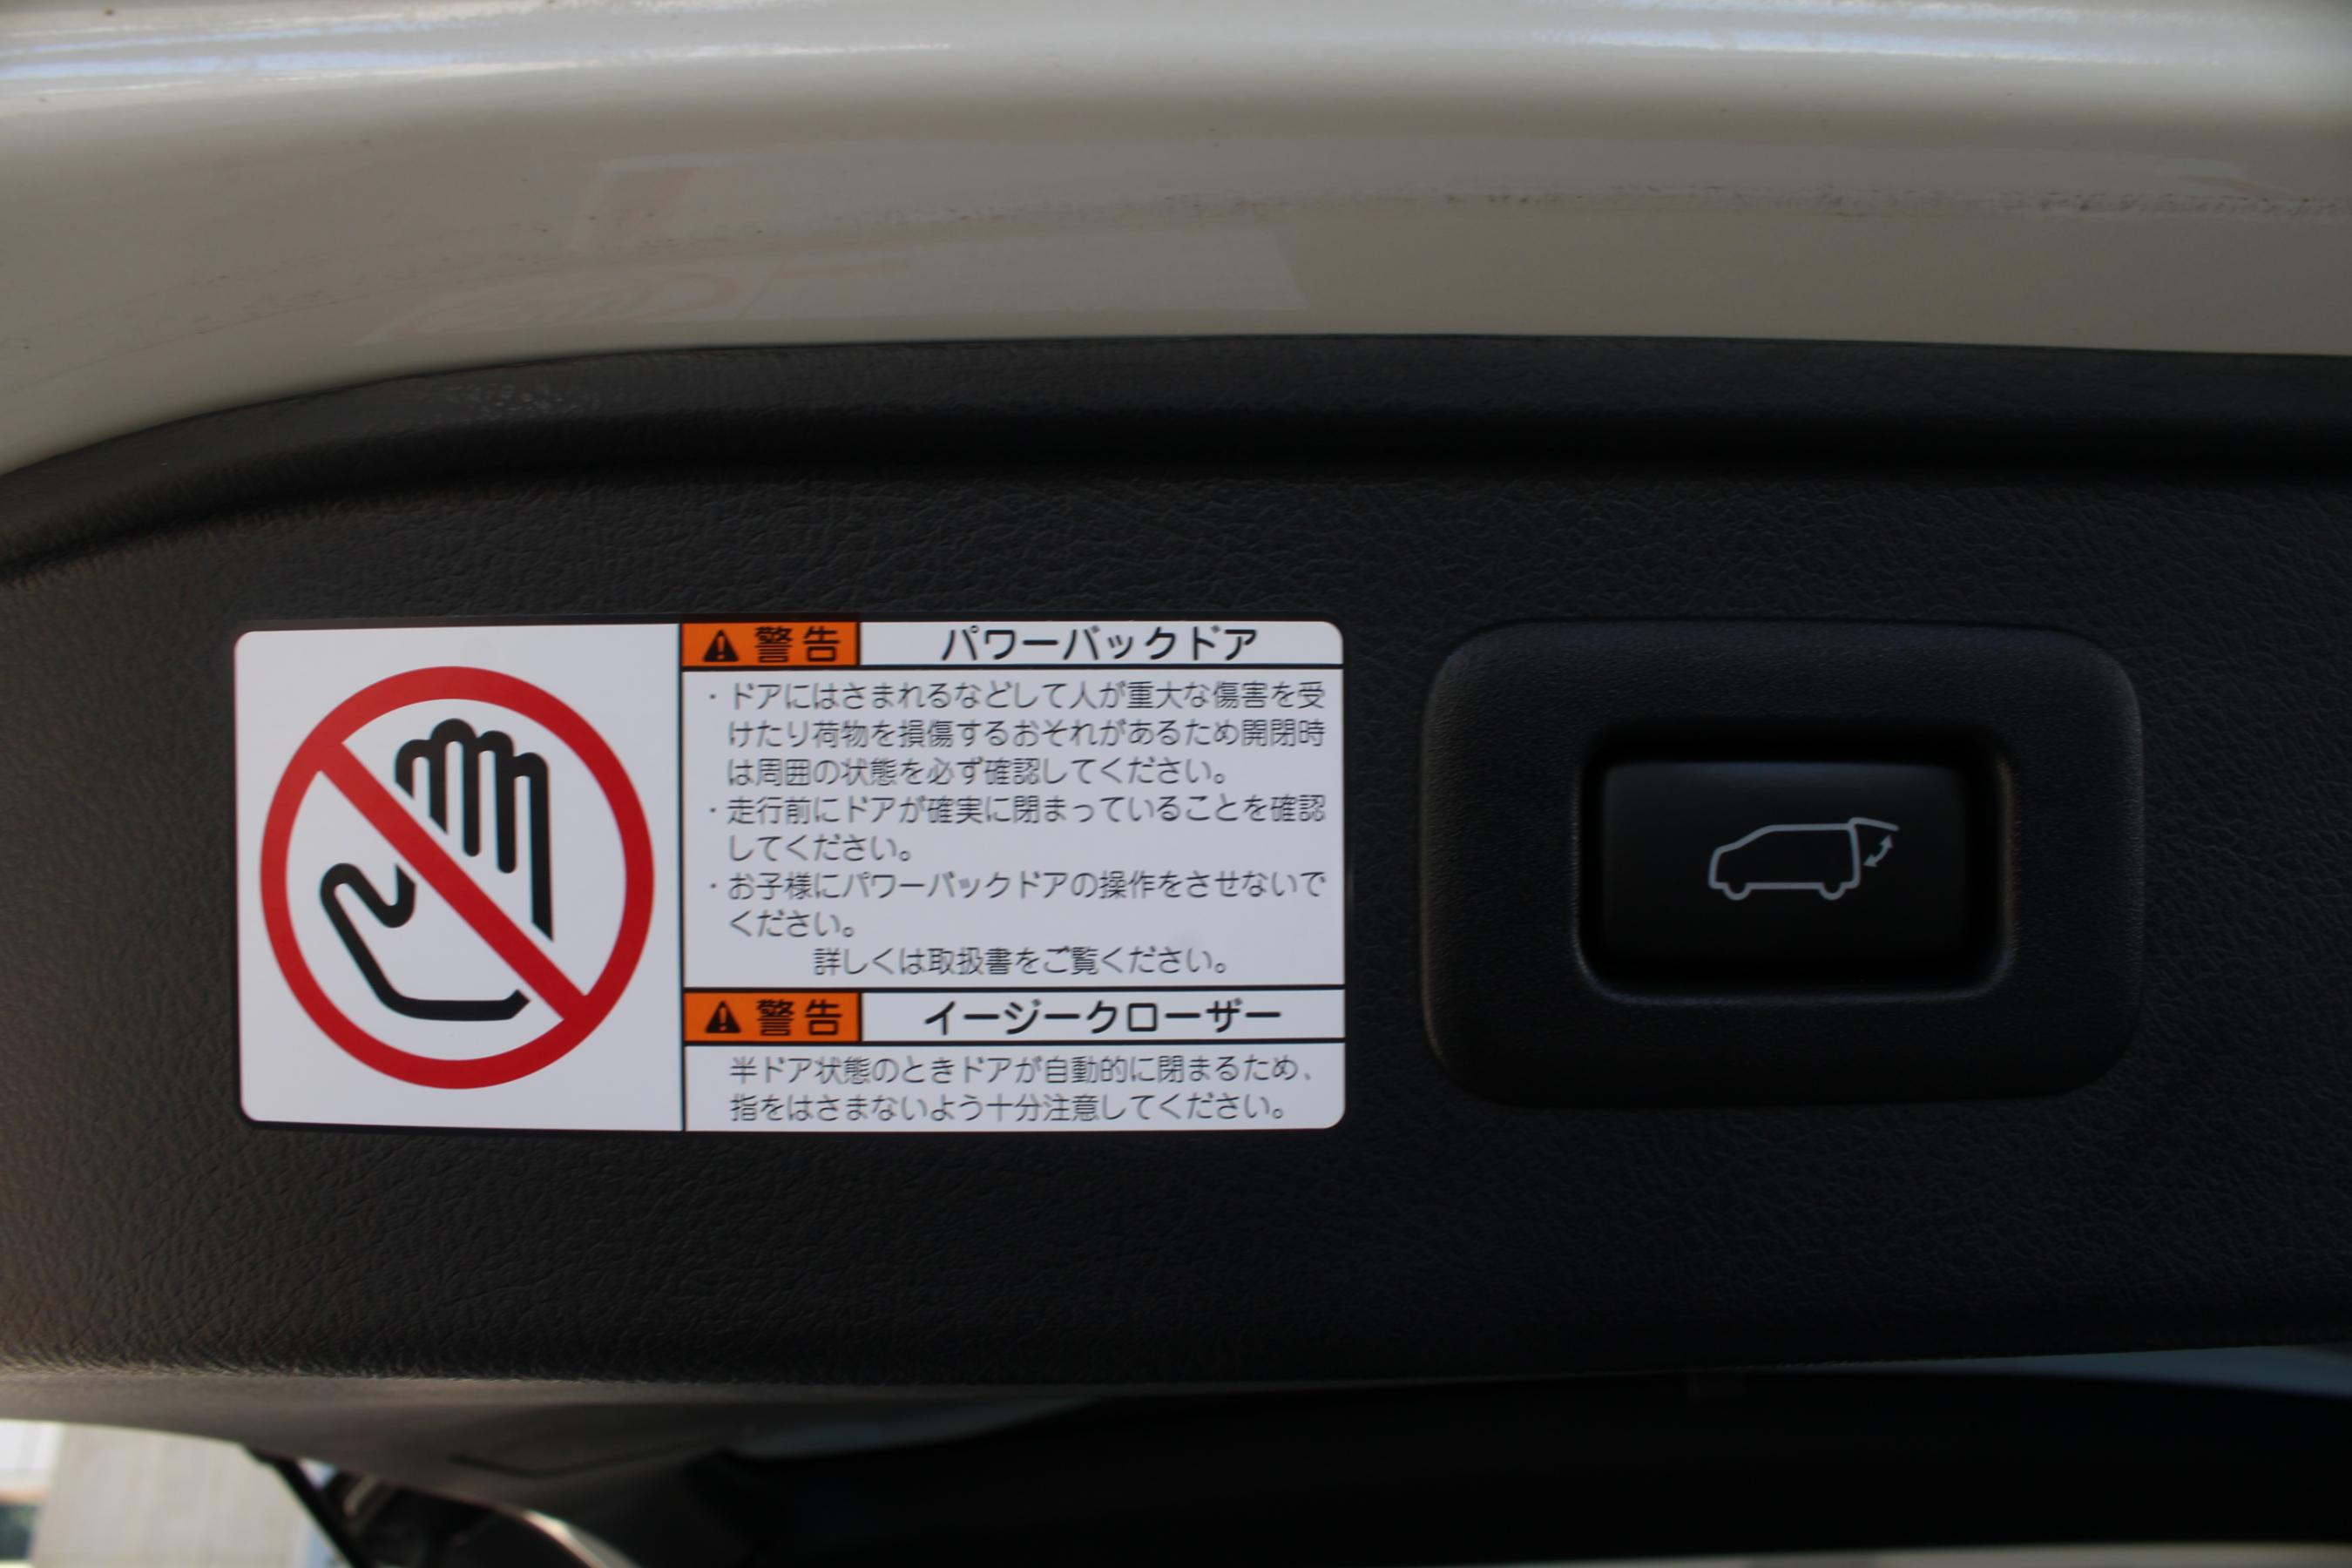 警告 パワーバックドア
・ドアにはさまれるなどして人が重大な傷害を受
けたり荷物を損傷するおそれがあるため開閉時
は周囲の状態を必ず確認してください。
・走行前にドアが確実に閉まっていることを確認
してください。
・お子様にパワーバックドアの操作をさせないで
ください。
詳しくは取扱書をご覧ください。
警告 イージークローザー
半ドア状態のときドアが自動的に閉まるため、
指をはさまないよう十分注意してください。